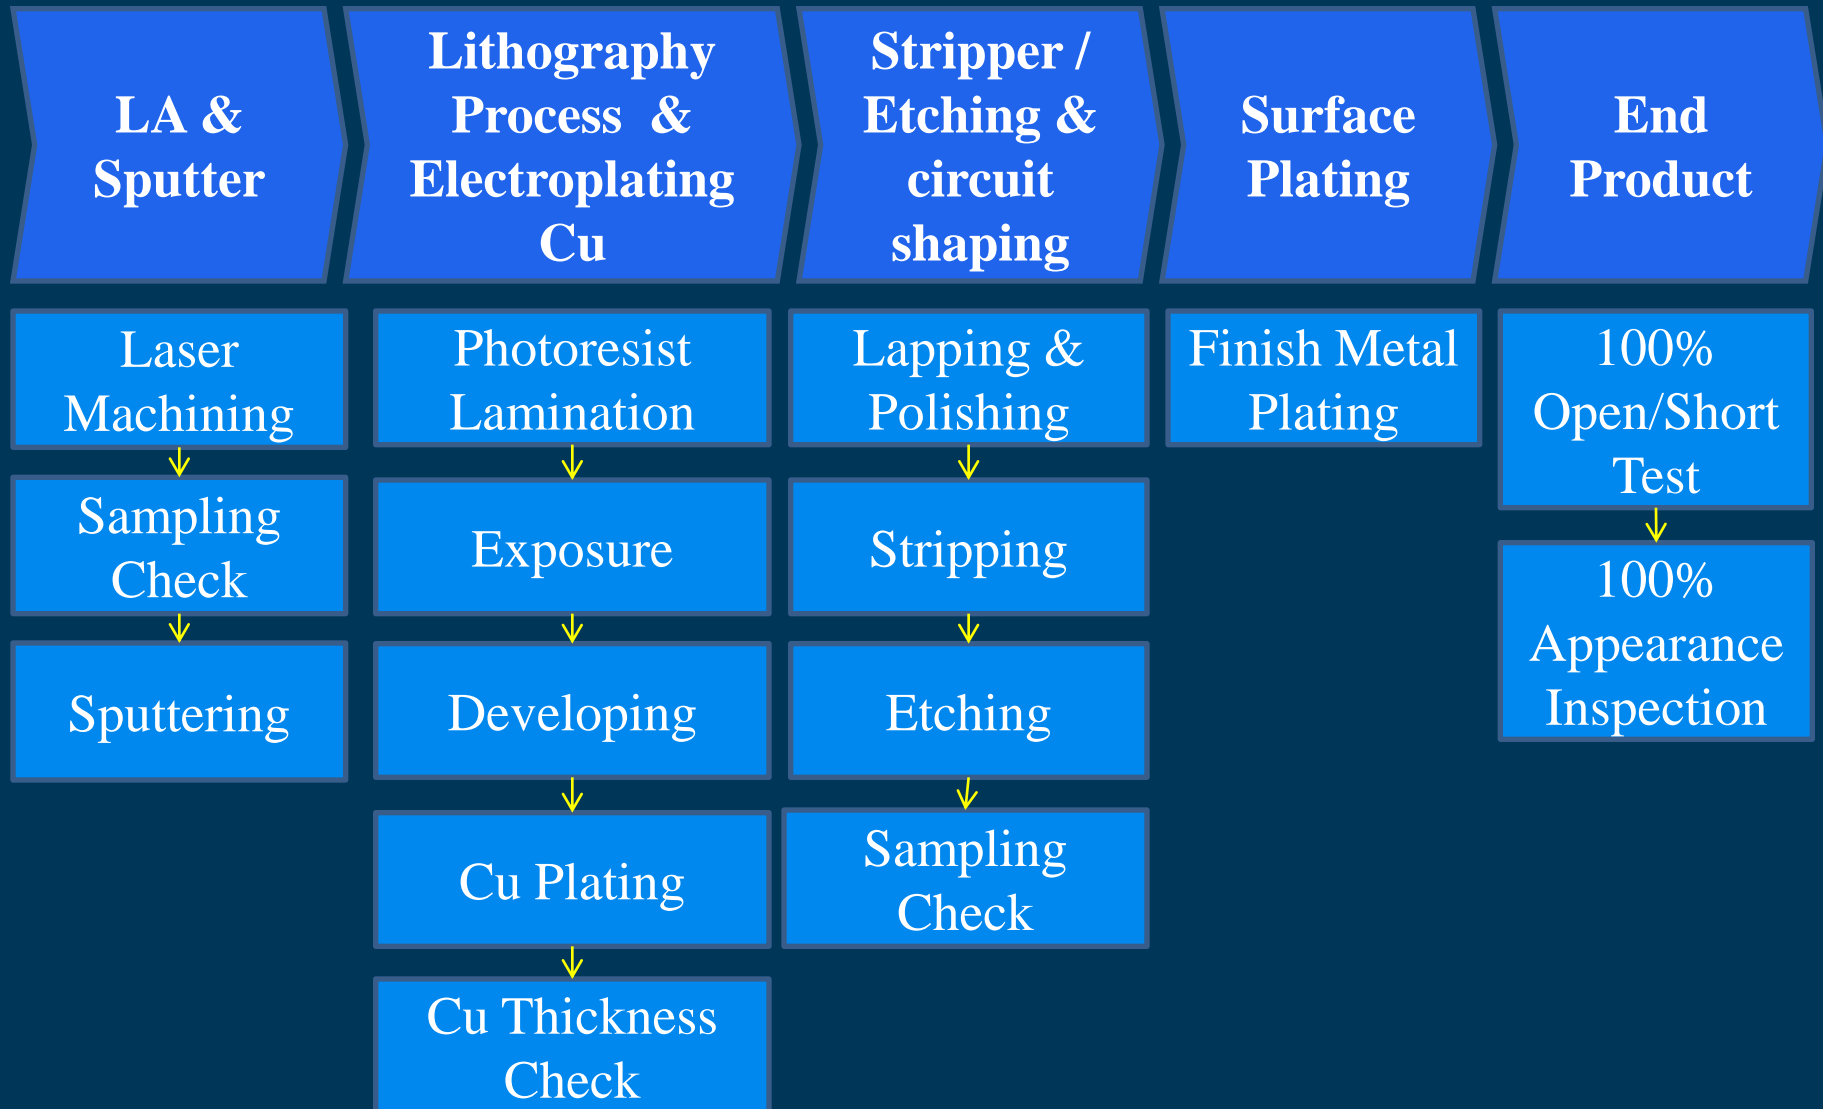 LA &
Sputter
Lithography
Process  &
Electroplating
Cu
Stripper /
Etching &
circuit
shaping
Surface
Plating
End
Product
Laser
Machining
Sampling
Check
Sputtering
Photoresist
Lamination
Exposure
Developing
Cu Plating
Cu Thickness
Check
Lapping &
Polishing
Stripping
Etching
Sampling
Check
Finish Metal
Plating
100%
Open/Short
Test
100%
Appearance
Inspection